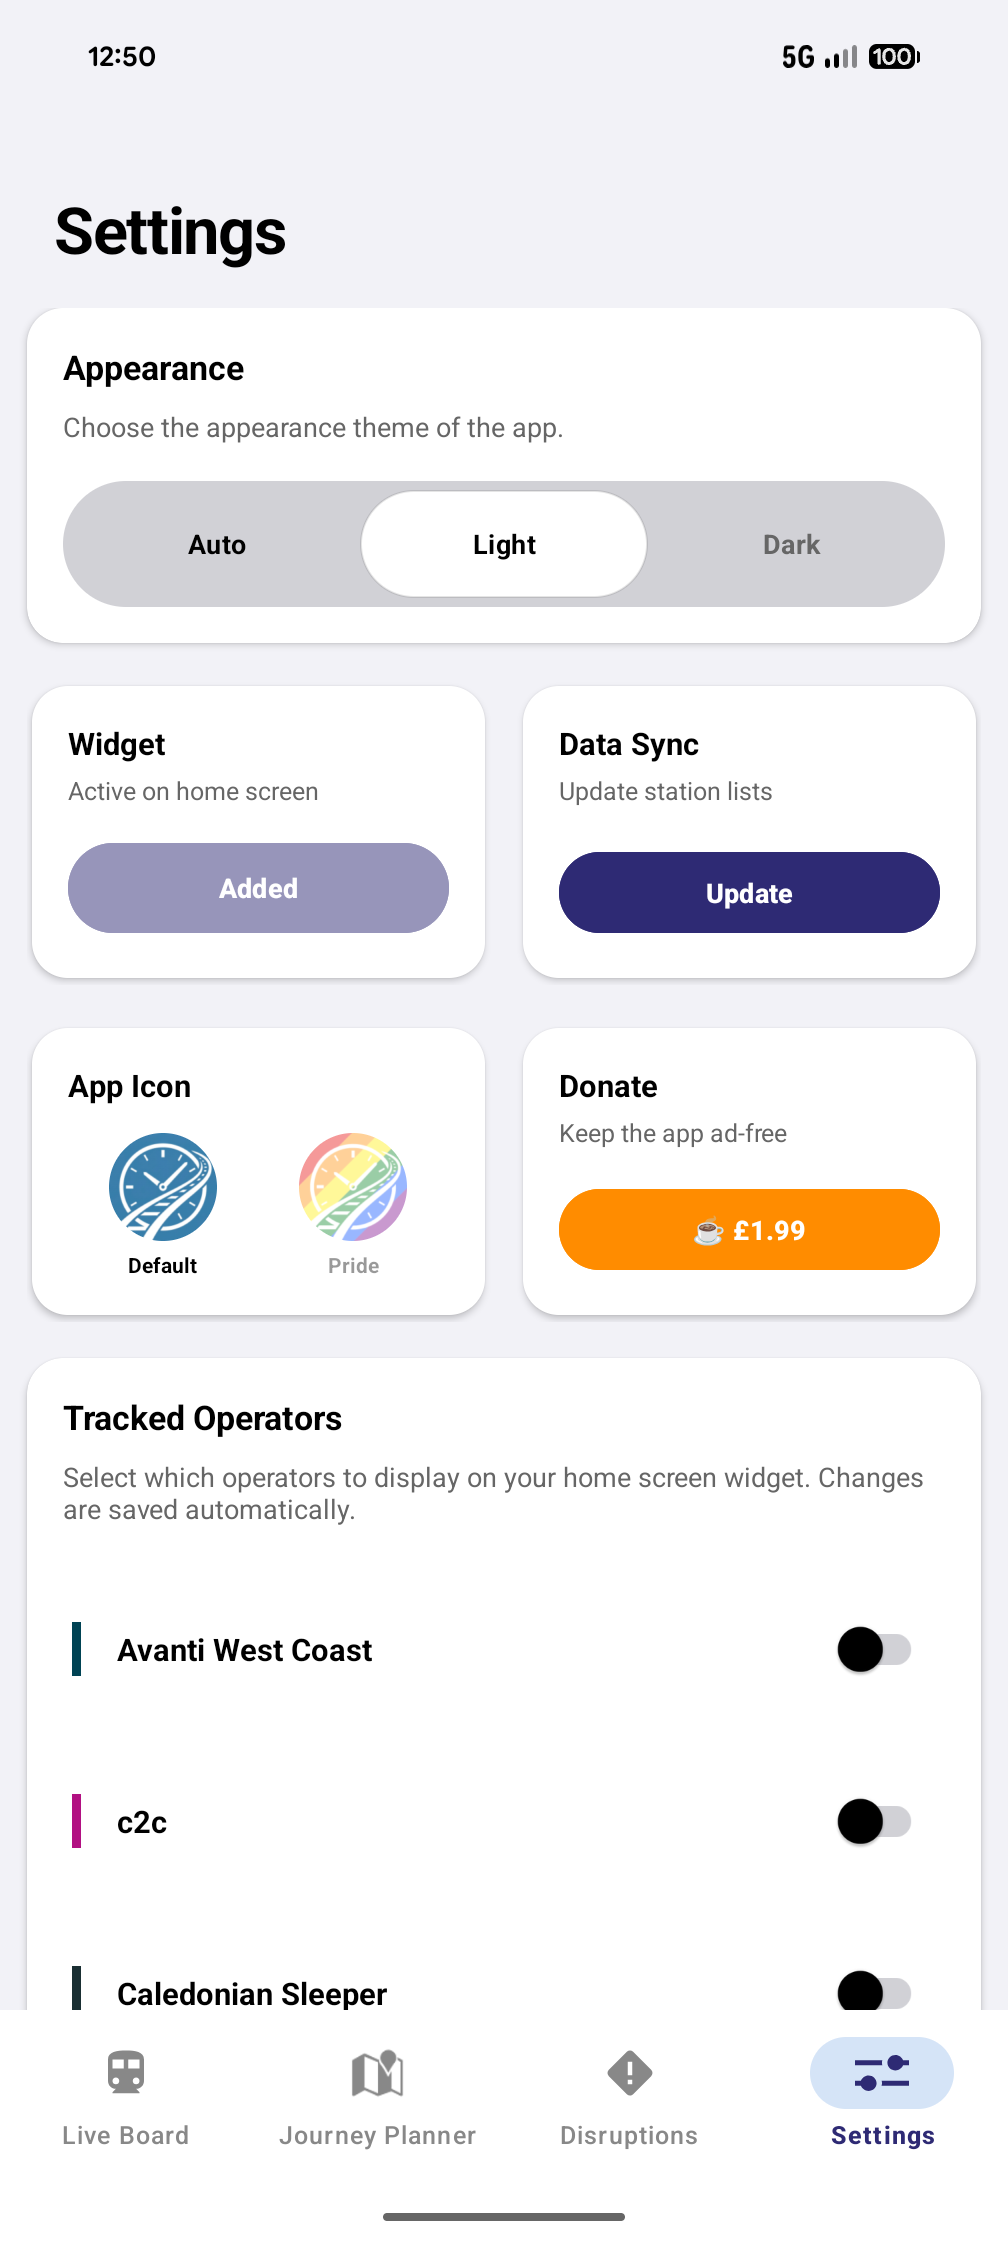 12:50
5G 100
Settings
Appearance
Choose the appearance theme of the app.
Auto Light Dark
Widget
Active on home screen
Added
Data Sync
Update station lists
Update
App Icon
Default Pride
Donate
Keep the app ad-free
☕ £1.99
Tracked Operators
Select which operators to display on your home screen widget. Changes
are saved automatically.
Avanti West Coast
c2c
Caledonian Sleeper
Live Board Journey Planner Disruptions Settings